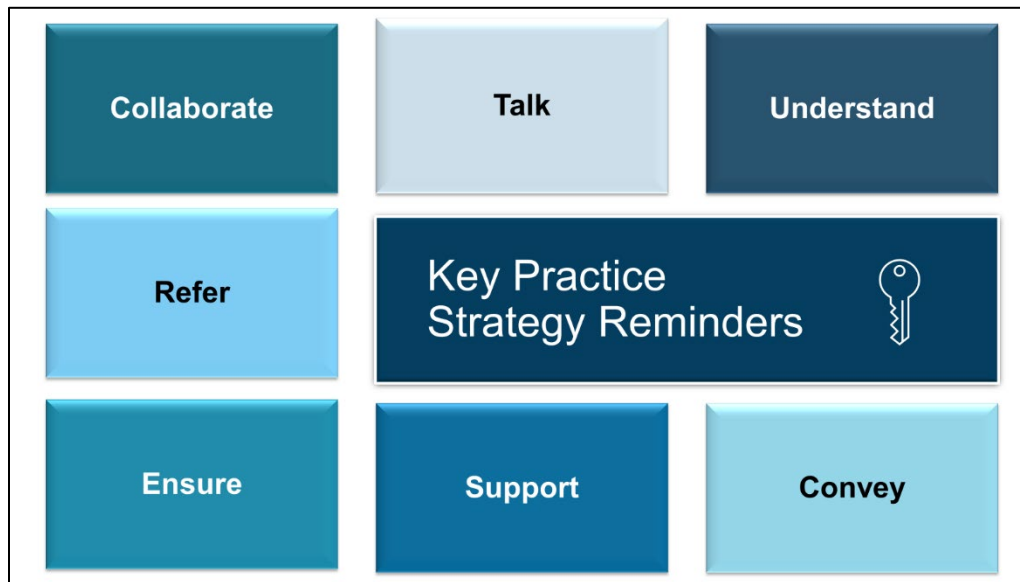 Collaborate
Talk
Understand
Refer
Key Practice
Strategy Reminders
Ensure
Support
Convey